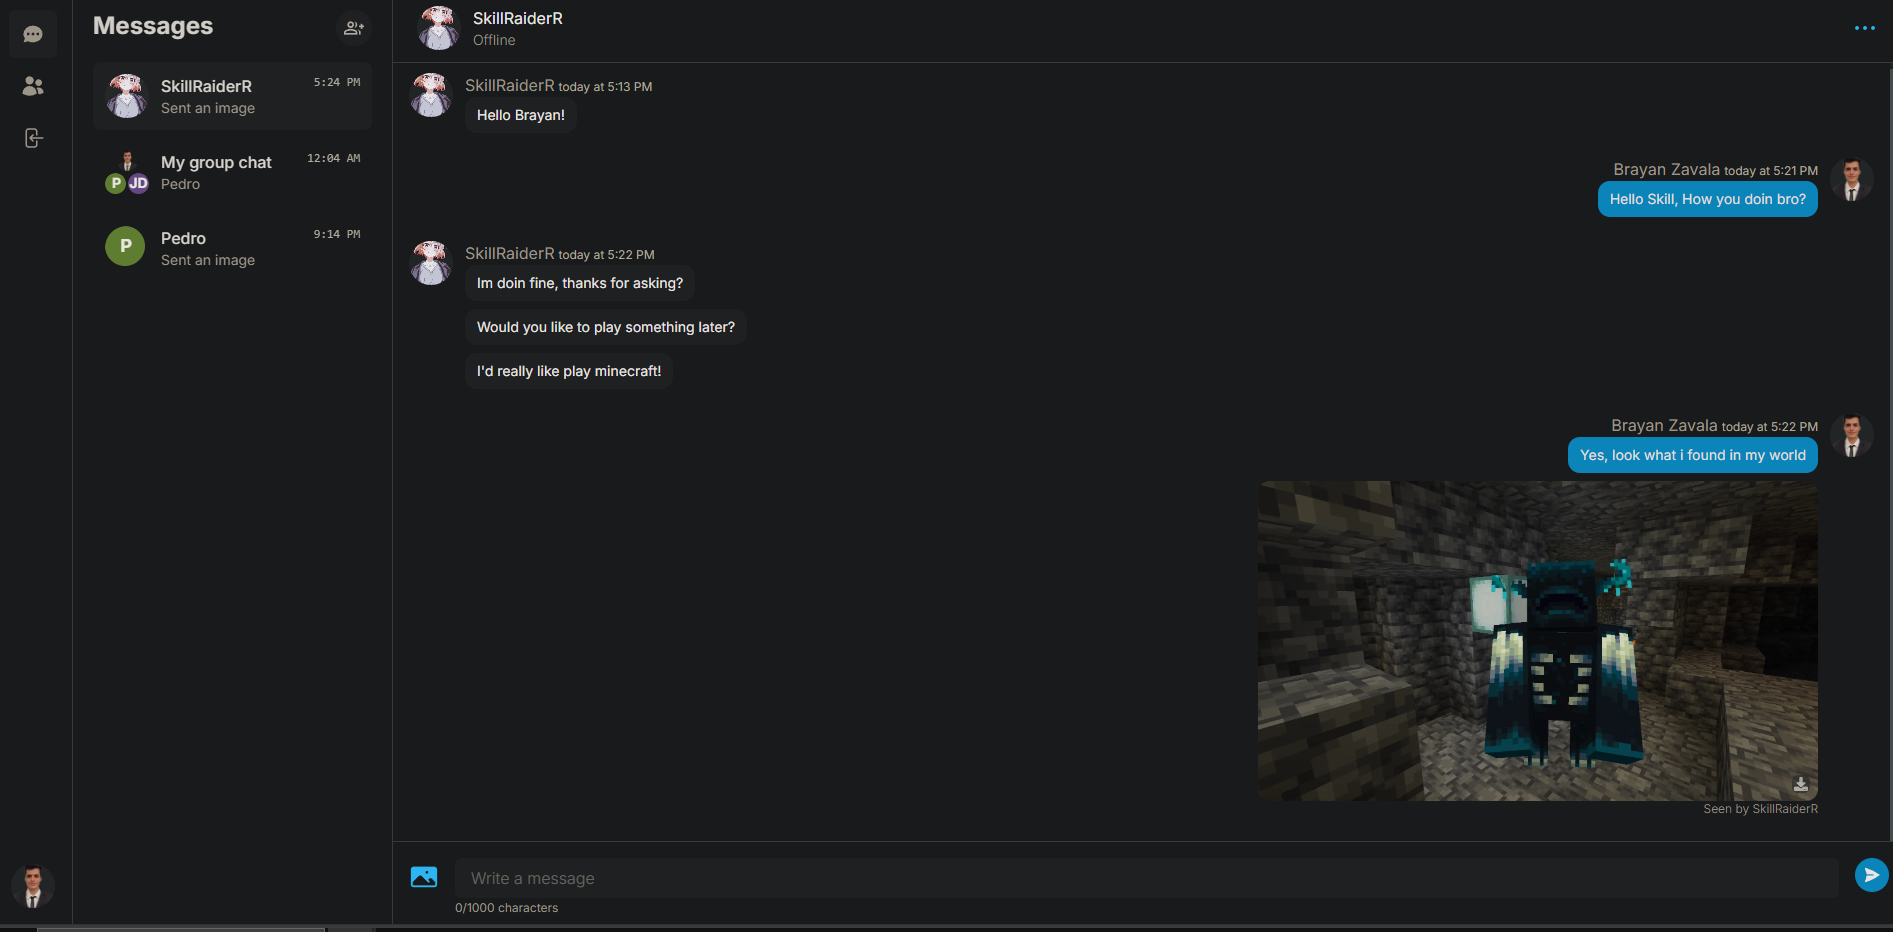 Messages
SkillRaiderR
5:24 PM
Sent an image
My group chat
12:04 AM
P JD
Pedro
P
Pedro
9:14 PM
Sent an image
SkillRaiderR
Offline
SkillRaiderR today at 5:13 PM
Hello Brayan!
Brayan Zavala today at 5:21 PM
Hello Skill, How you doin bro?
SkillRaiderR today at 5:22 PM
Im doin fine, thanks for asking?
Would you like to play something later?
I'd really like play minecraft!
Brayan Zavala today at 5:22 PM
Yes, look what i found in my world
Seen by SkillRaiderR
Write a message
0/1000 characters